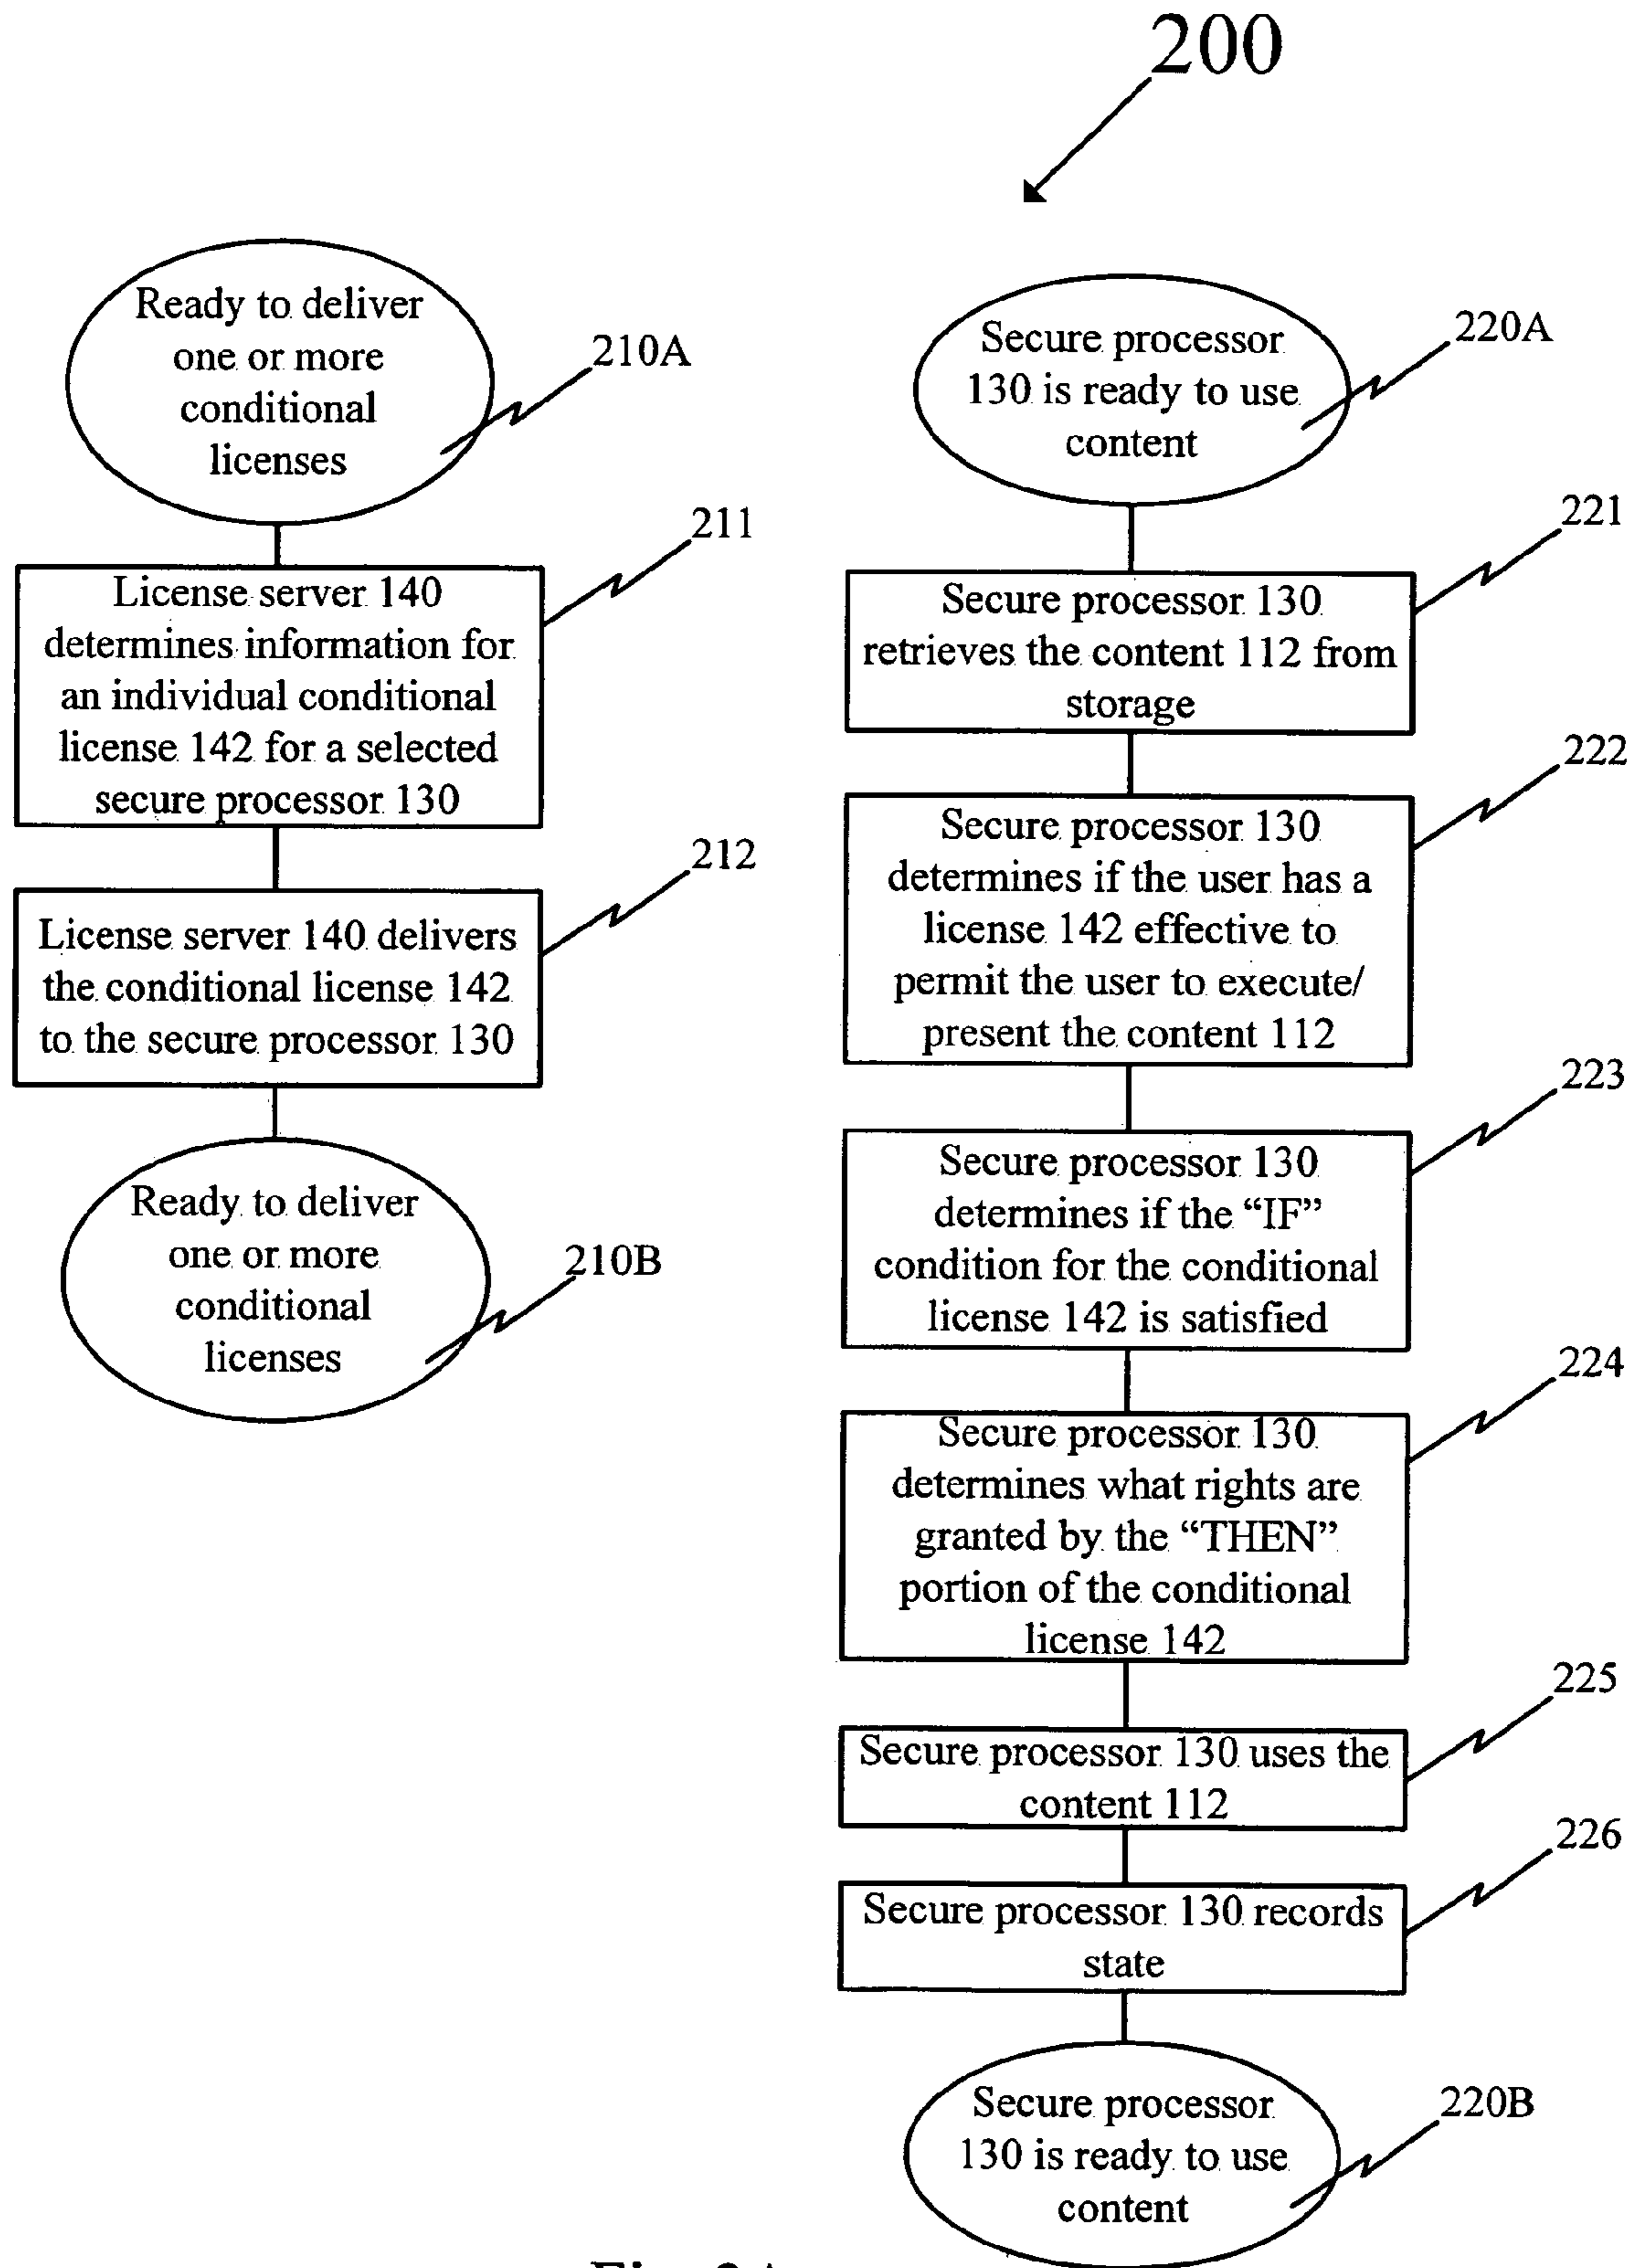 200
Ready to deliver
one or more
conditional
licenses
210A
License server 140
determines information for
an individual conditional
license 142 for a selected
secure processor 130
211
License server 140 delivers
the conditional license 142
to the secure processor 130
212
Ready to deliver
one or more
conditional
licenses
210B
Secure processor
130 is ready to use
content
220A
Secure processor 130
retrieves the content 112 from
storage
221
Secure processor 130
determines if the user has a
license 142 effective to
permit the user to execute/
present the content 112
222
Secure processor 130
determines if the “IF”
condition for the conditional
license 142 is satisfied
223
Secure processor 130
determines what rights are
granted by the “THEN”
portion of the conditional
license 142
224
Secure processor 130 uses the
content 112
225
Secure processor 130 records
state
226
Secure processor
130 is ready to use
content
220B